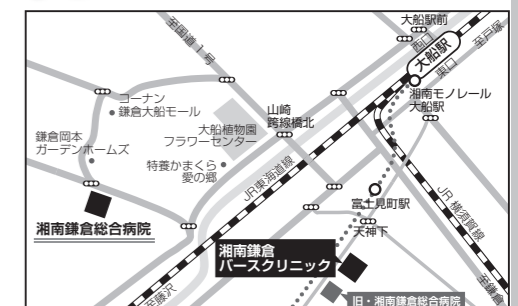 至国道1号
大船駅前
西口
大船駅
東口
至戸塚
コーナン
鎌倉大船モール
山崎
跨線橋北
湘南モノレール
大船駅
大船植物園
フラワーセンター
鎌倉岡本
ガーデンホームズ
特養かまくら
愛の郷
JR東海道線
富士見町駅
JR横須賀線
湘南鎌倉総合病院
天神下
湘南鎌倉
バースクリニック
至藤沢
至鎌倉
旧・湘南鎌倉総合病院